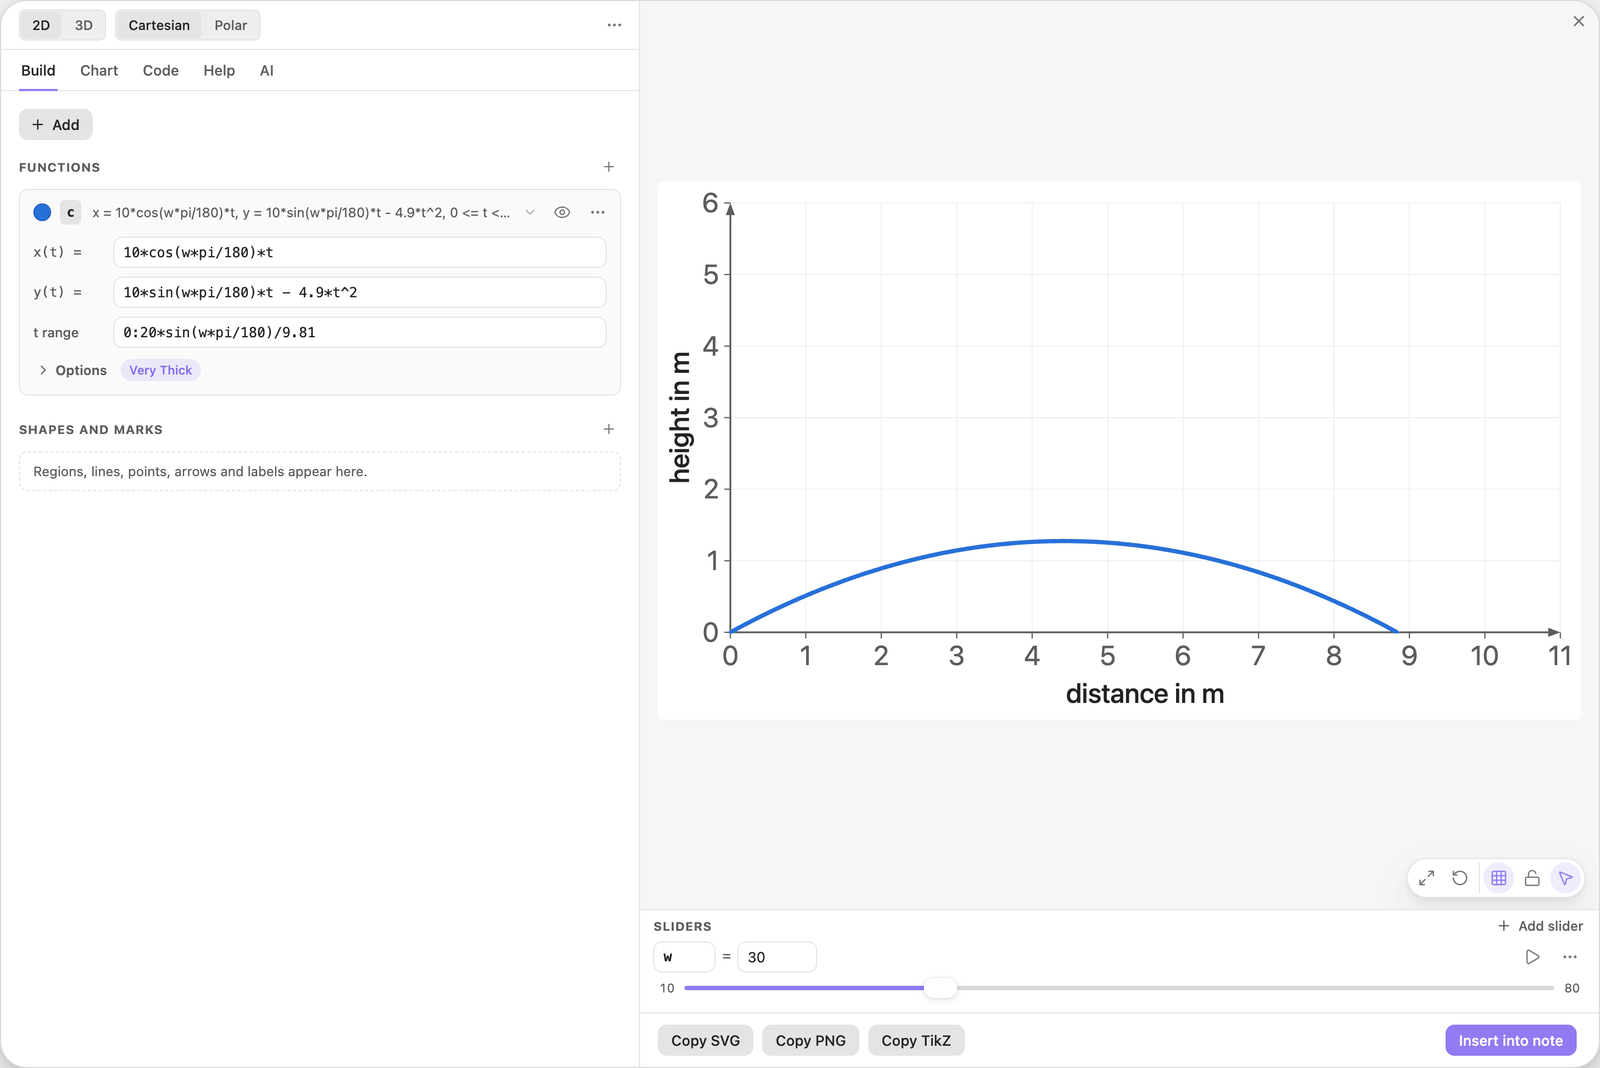 2D 3D Cartesian Polar
Build Chart Code Help AI
+ Add
FUNCTIONS
c x = 10*cos(w*pi/180)*t, y = 10*sin(w*pi/180)*t - 4.9*t^2, 0 <= t <...
x(t) = 10*cos(w*pi/180)*t
y(t) = 10*sin(w*pi/180)*t - 4.9*t^2
t range 0:20*sin(w*pi/180)/9.81
Options Very Thick
SHAPES AND MARKS
Regions, lines, points, arrows and labels appear here.
6
5
4
3
2
1
0
height in m
0 1 2 3 4 5 6 7 8 9 10 11
distance in m
SLIDERS + Add slider
w = 30
10 80
Copy SVG Copy PNG Copy TikZ Insert into note